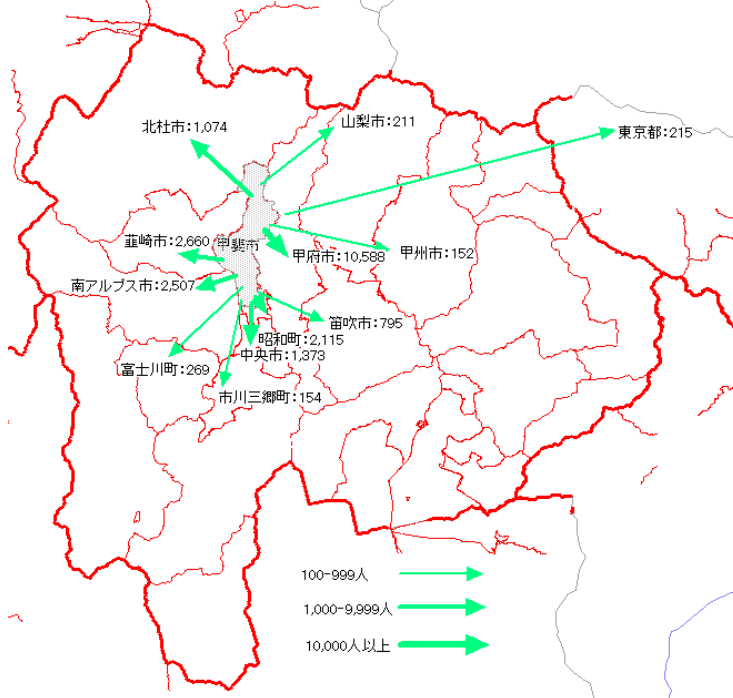 北杜市:1,074
山梨市:211
東京都:215
韮崎市:2,660
甲斐市
甲府市:10,588
甲州市:152
南アルプス市:2,507
笛吹市:795
昭和町:2,115
中央市:1,373
富士川町:269
市川三郷町:154
100-999人
1,000-9,999人
10,000人以上